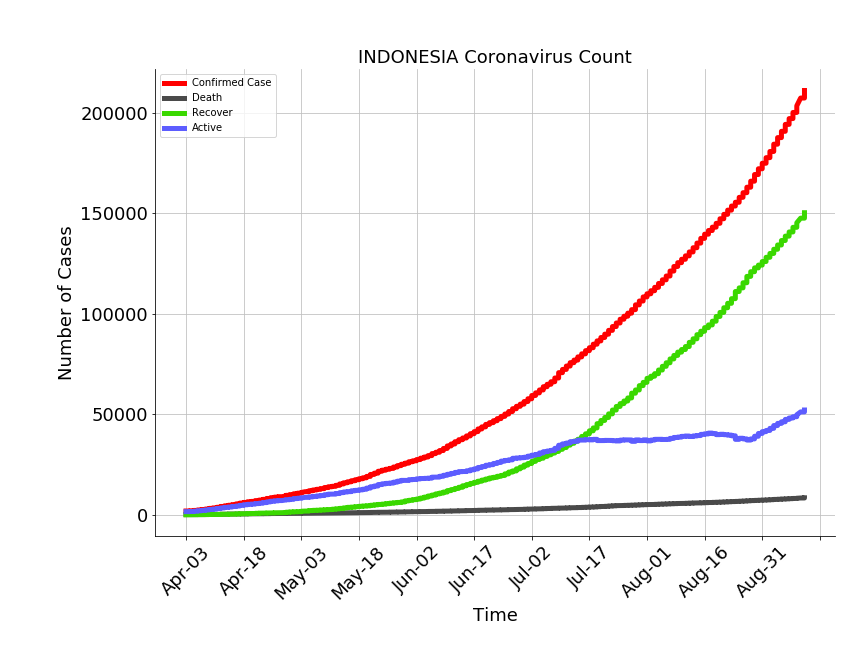 INDONESIA Coronavirus Count
Confirmed Case
Death
Recover
Active
Number of Cases
200000
150000
100000
50000
0
Apr-03
Apr-18
May-03
May-18
Jun-02
Jun-17
Jul-02
Jul-17
Aug-01
Aug-16
Aug-31
Time